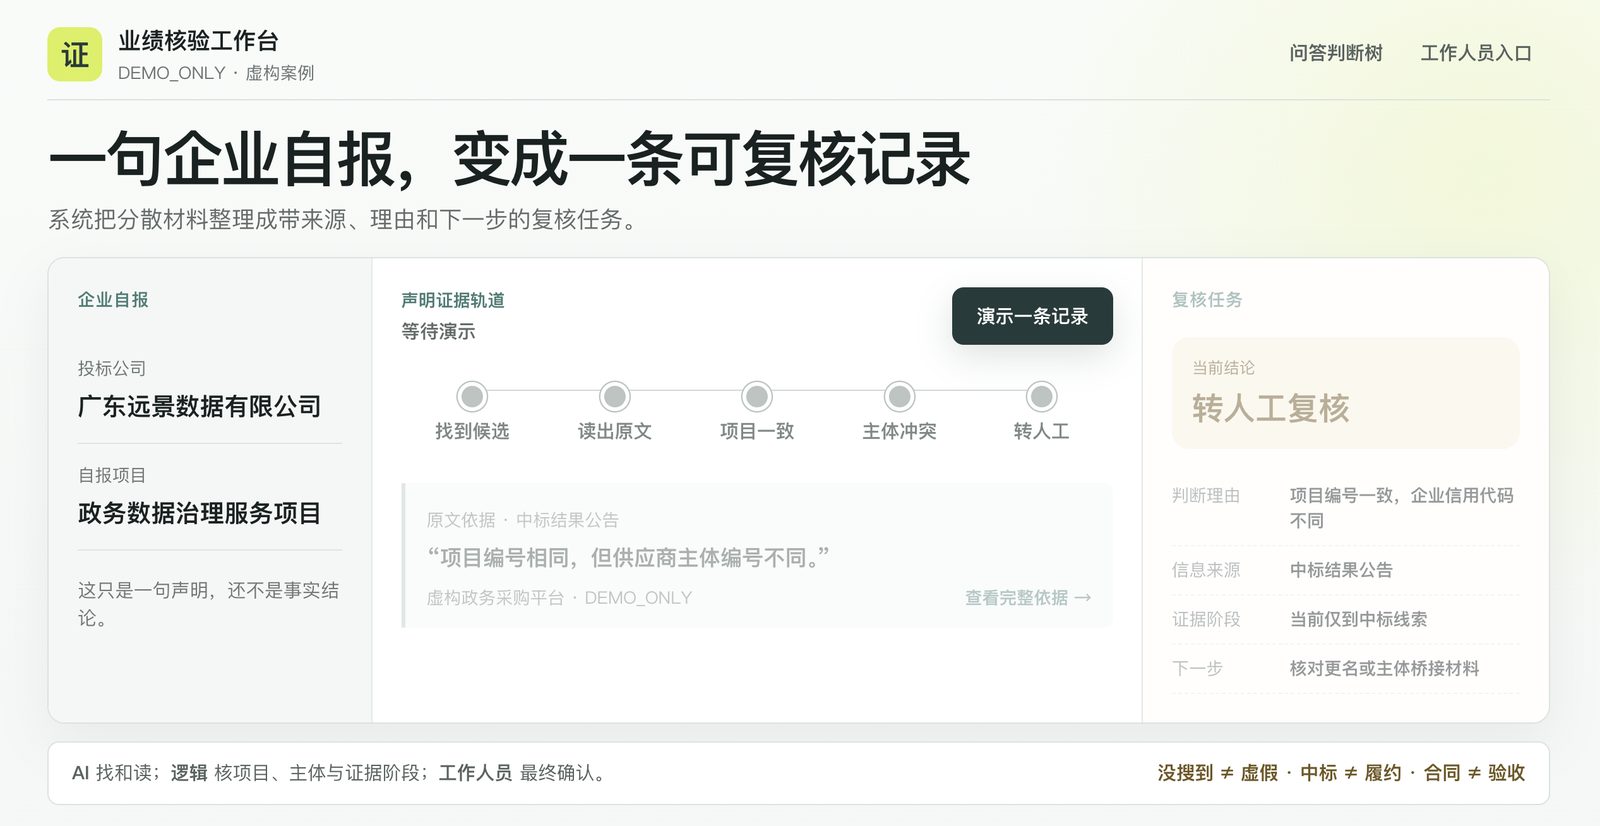 证
业绩核验工作台
DEMO_ONLY · 虚构案例
问答判断树
工作人员入口
一句企业自报，变成一条可复核记录
系统把分散材料整理成带来源、理由和下一步的复核任务。
企业自报
投标公司
广东远景数据有限公司
自报项目
政务数据治理服务项目
这只是一句声明，还不是事实结
论。
声明证据轨道
等待演示
演示一条记录
找到候选
读出原文
项目一致
主体冲突
转人工
原文依据 · 中标结果公告
“项目编号相同，但供应商主体编号不同。”
虚构政务采购平台 · DEMO_ONLY
查看完整依据 →
复核任务
当前结论
转人工复核
判断理由
项目编号一致，企业信用代码
不同
信息来源
中标结果公告
证据阶段
当前仅到中标线索
下一步
核对更名或主体桥接材料
AI 找和读；逻辑 核项目、主体与证据阶段；工作人员 最终确认。
没搜到 ≠ 虚假 · 中标 ≠ 履约 · 合同 ≠ 验收